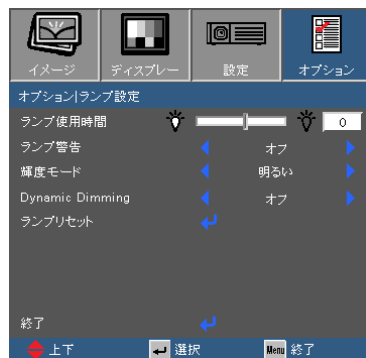 イメージ ディスプレー 設定 オプション
オプション|ランプ設定
ランプ使用時間 0
ランプ警告 オフ
輝度モード 明るい
Dynamic Dimming オフ
ランプリセット
終了
上下 選択 Menu 終了